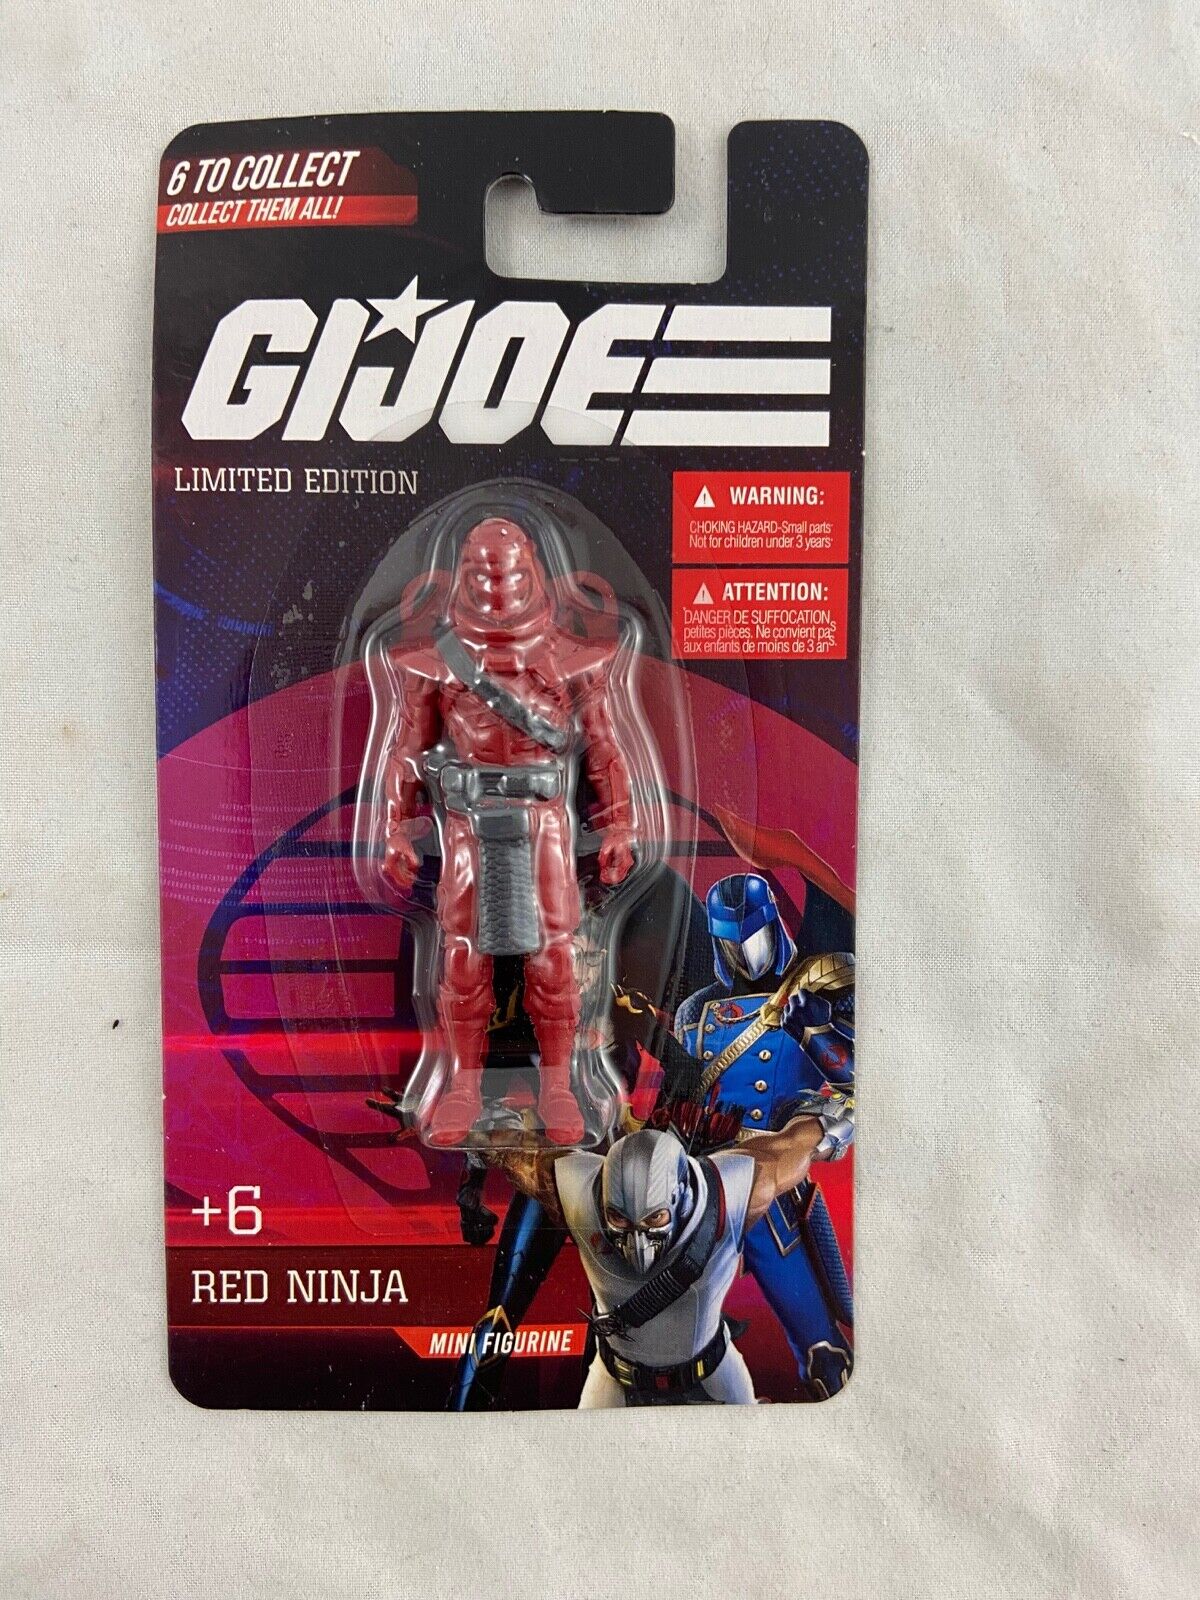 6 TO COLLECT
COLLECT THEM ALL!
GIJOE
LIMITED EDITION
WARNING:
CHOKING HAZARD-Small parts
Not for children under 3 years
ATTENTION:
DANGER DE SUFFOCATION,
petites pièces. Ne convient pas
aux enfants de moins de 3 ans.
+6
RED NINJA
MINI FIGURINE